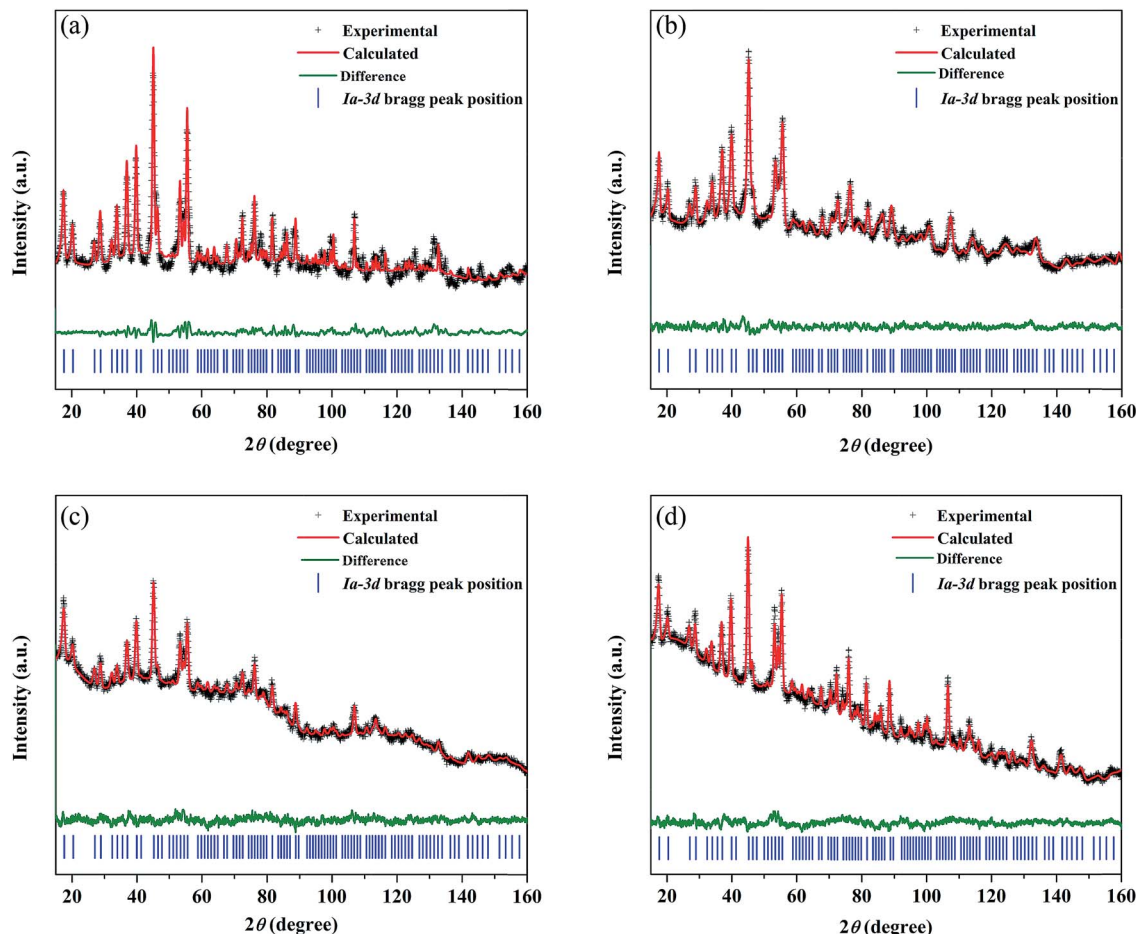 (a)
Experimental
Calculated
Difference
Ia-3d bragg peak position
Intensity (a.u.)
20 40 60 80 100 120 140 160
2θ (degree)
(b)
Experimental
Calculated
Difference
Ia-3d bragg peak position
Intensity (a.u.)
20 40 60 80 100 120 140 160
2θ (degree)
(c)
Experimental
Calculated
Difference
Ia-3d bragg peak position
Intensity (a.u.)
20 40 60 80 100 120 140 160
2θ (degree)
(d)
Experimental
Calculated
Difference
Ia-3d bragg peak position
Intensity (a.u.)
20 40 60 80 100 120 140 160
2θ (degree)